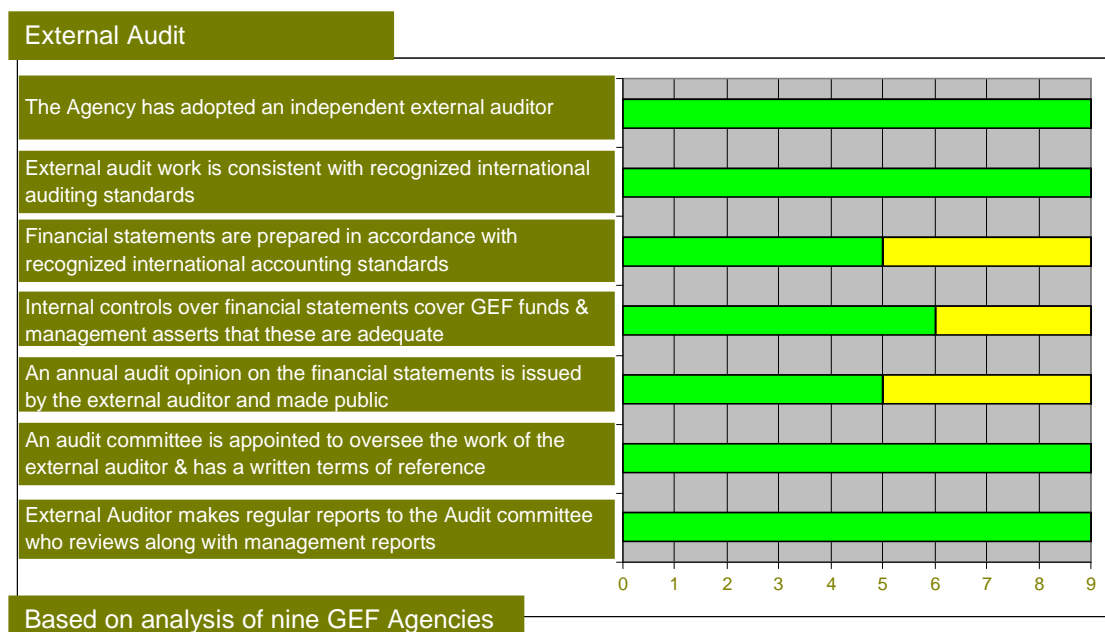 External Audit
The Agency has adopted an independent external auditor
External audit work is consistent with recognized international
auditing standards
Financial statements are prepared in accordance with
recognized international accounting standards
Internal controls over financial statements cover GEF funds &
management asserts that these are adequate
An annual audit opinion on the financial statements is issued
by the external auditor and made public
An audit committee is appointed to oversee the work of the
external auditor & has a written terms of reference
External Auditor makes regular reports to the Audit committee
who reviews along with management reports
0 1 2 3 4 5 6 7 8 9
Based on analysis of nine GEF Agencies